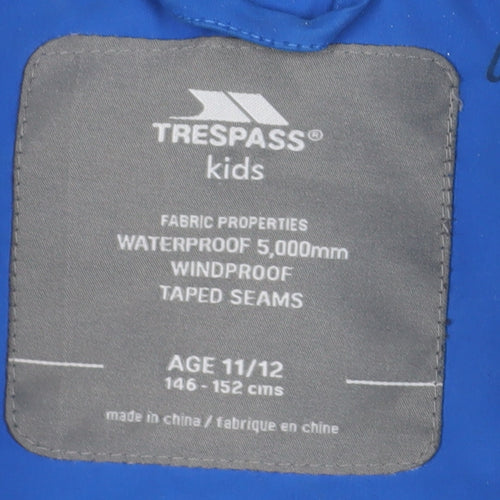 TRESPASS®
kids
FABRIC PROPERTIES
WATERPROOF 5,000mm
WINDPROOF
TAPED SEAMS
AGE 11/12
146 - 152 cms
made in china / fabrique en chine